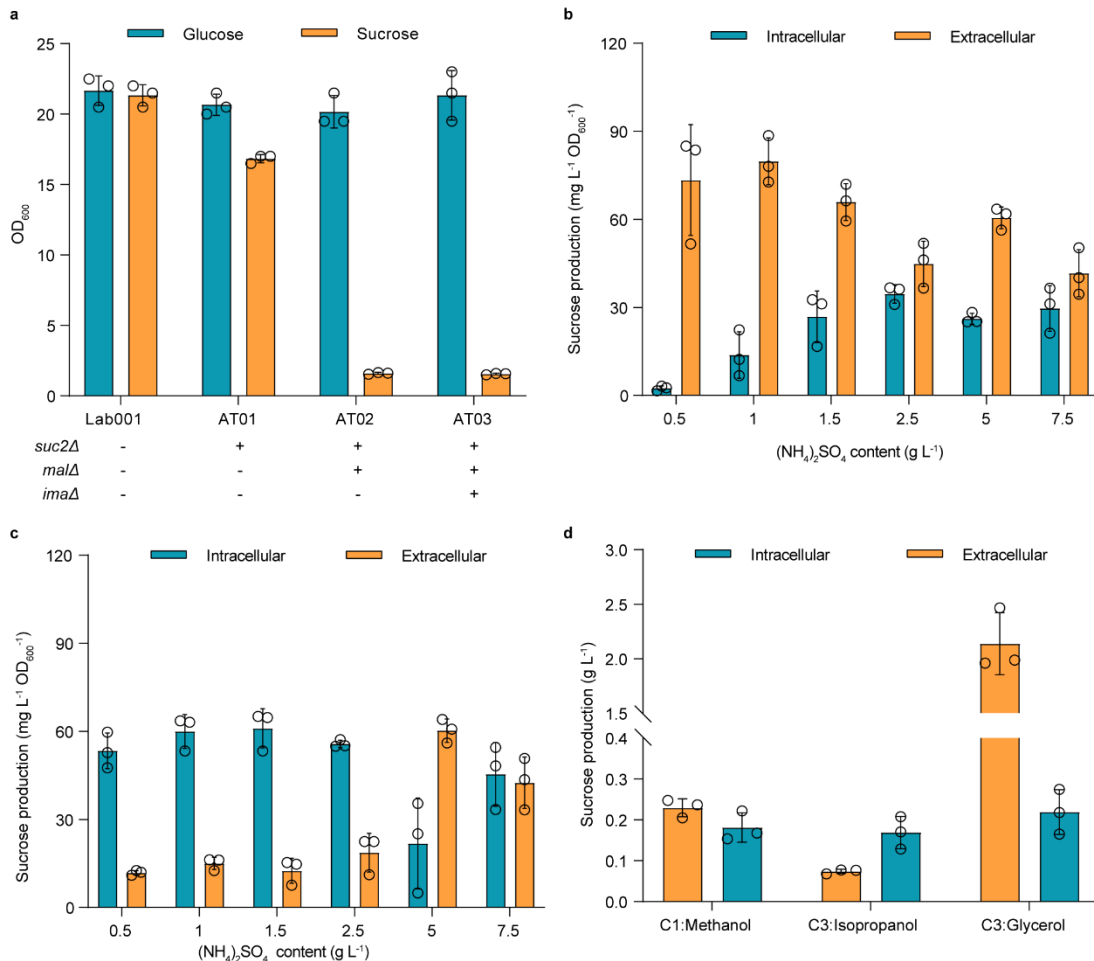 a
Glucose Sucrose
25
20
15
10
5
0
OD₆₀₀
Lab001 AT01 AT02 AT03
suc2Δ - + + +
malΔ - - + +
imaΔ - - - +
b
Intracellular Extracellular
120
90
60
30
0
Sucrose production (mg L⁻¹ OD₆₀₀⁻¹)
0.5 1 1.5 2.5 5 7.5
(NH₄)₂SO₄ content (g L⁻¹)
c
Intracellular Extracellular
120
90
60
30
0
Sucrose production (mg L⁻¹ OD₆₀₀⁻¹)
0.5 1 1.5 2.5 5 7.5
(NH₄)₂SO₄ content (g L⁻¹)
d
Intracellular Extracellular
3.0
2.5
2.0
1.5
0.4
0.3
0.2
0.1
0.0
Sucrose production (g L⁻¹)
C1:Methanol C3:Isopropanol C3:Glycerol